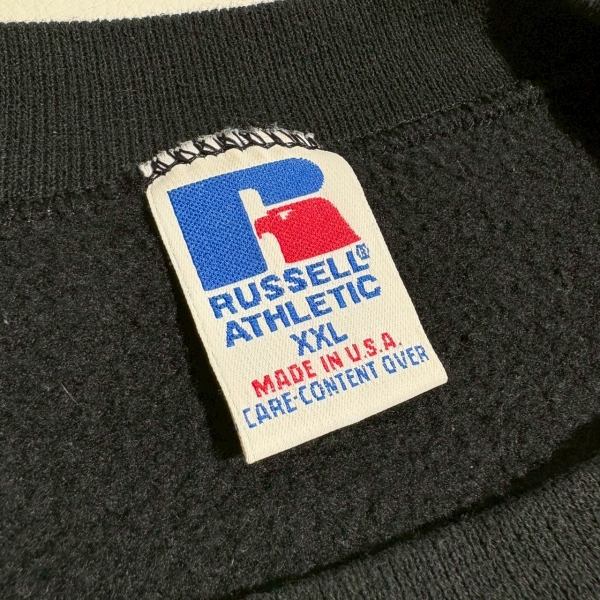 RUSSELL®
ATHLETIC
XXL
MADE IN U.S.A.
CARE-CONTENT OVER